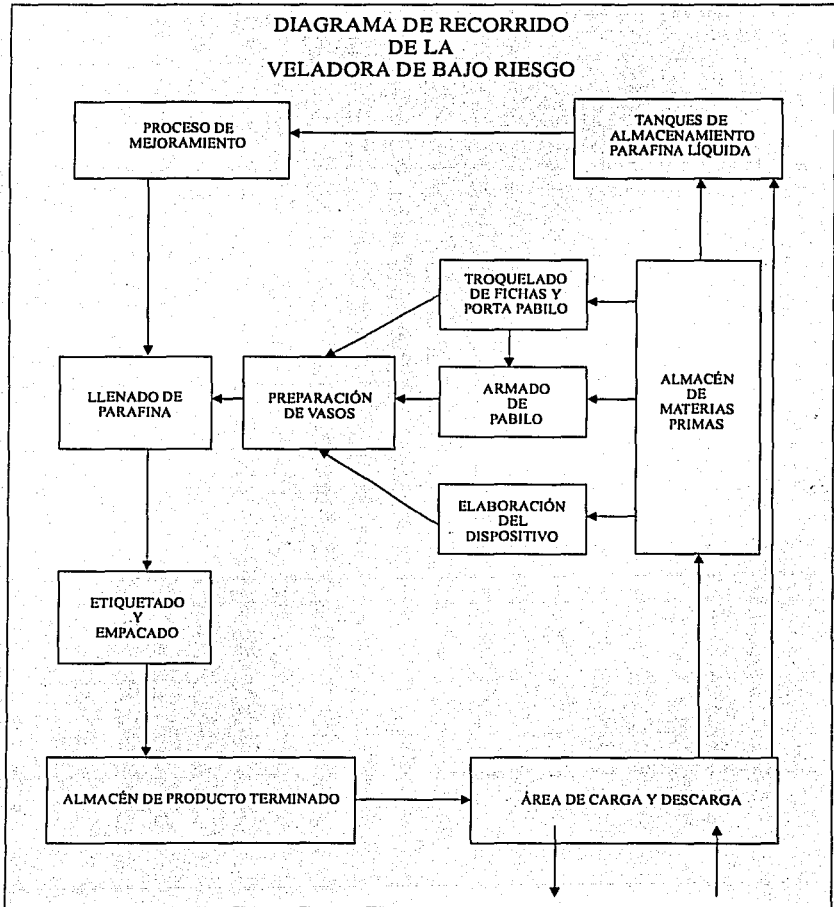 DIAGRAMA DE RECORRIDO
DE LA
VELADORA DE BAJO RIESGO
PROCESO DE
MEJORAMIENTO
TANQUES DE
ALMACENAMIENTO
PARAFINA LÍQUIDA
TROQUELADO
DE FICHAS Y
PORTA PABILO
LLENADO DE
PARAFINA
PREPARACIÓN
DE VASOS
ARMADO
DE
PABILO
ALMACÉN
DE
MATERIAS
PRIMAS
ELABORACIÓN
DEL
DISPOSITIVO
ETIQUETADO
Y
EMPACADO
ALMACÉN DE PRODUCTO TERMINADO
ÁREA DE CARGA Y DESCARGA